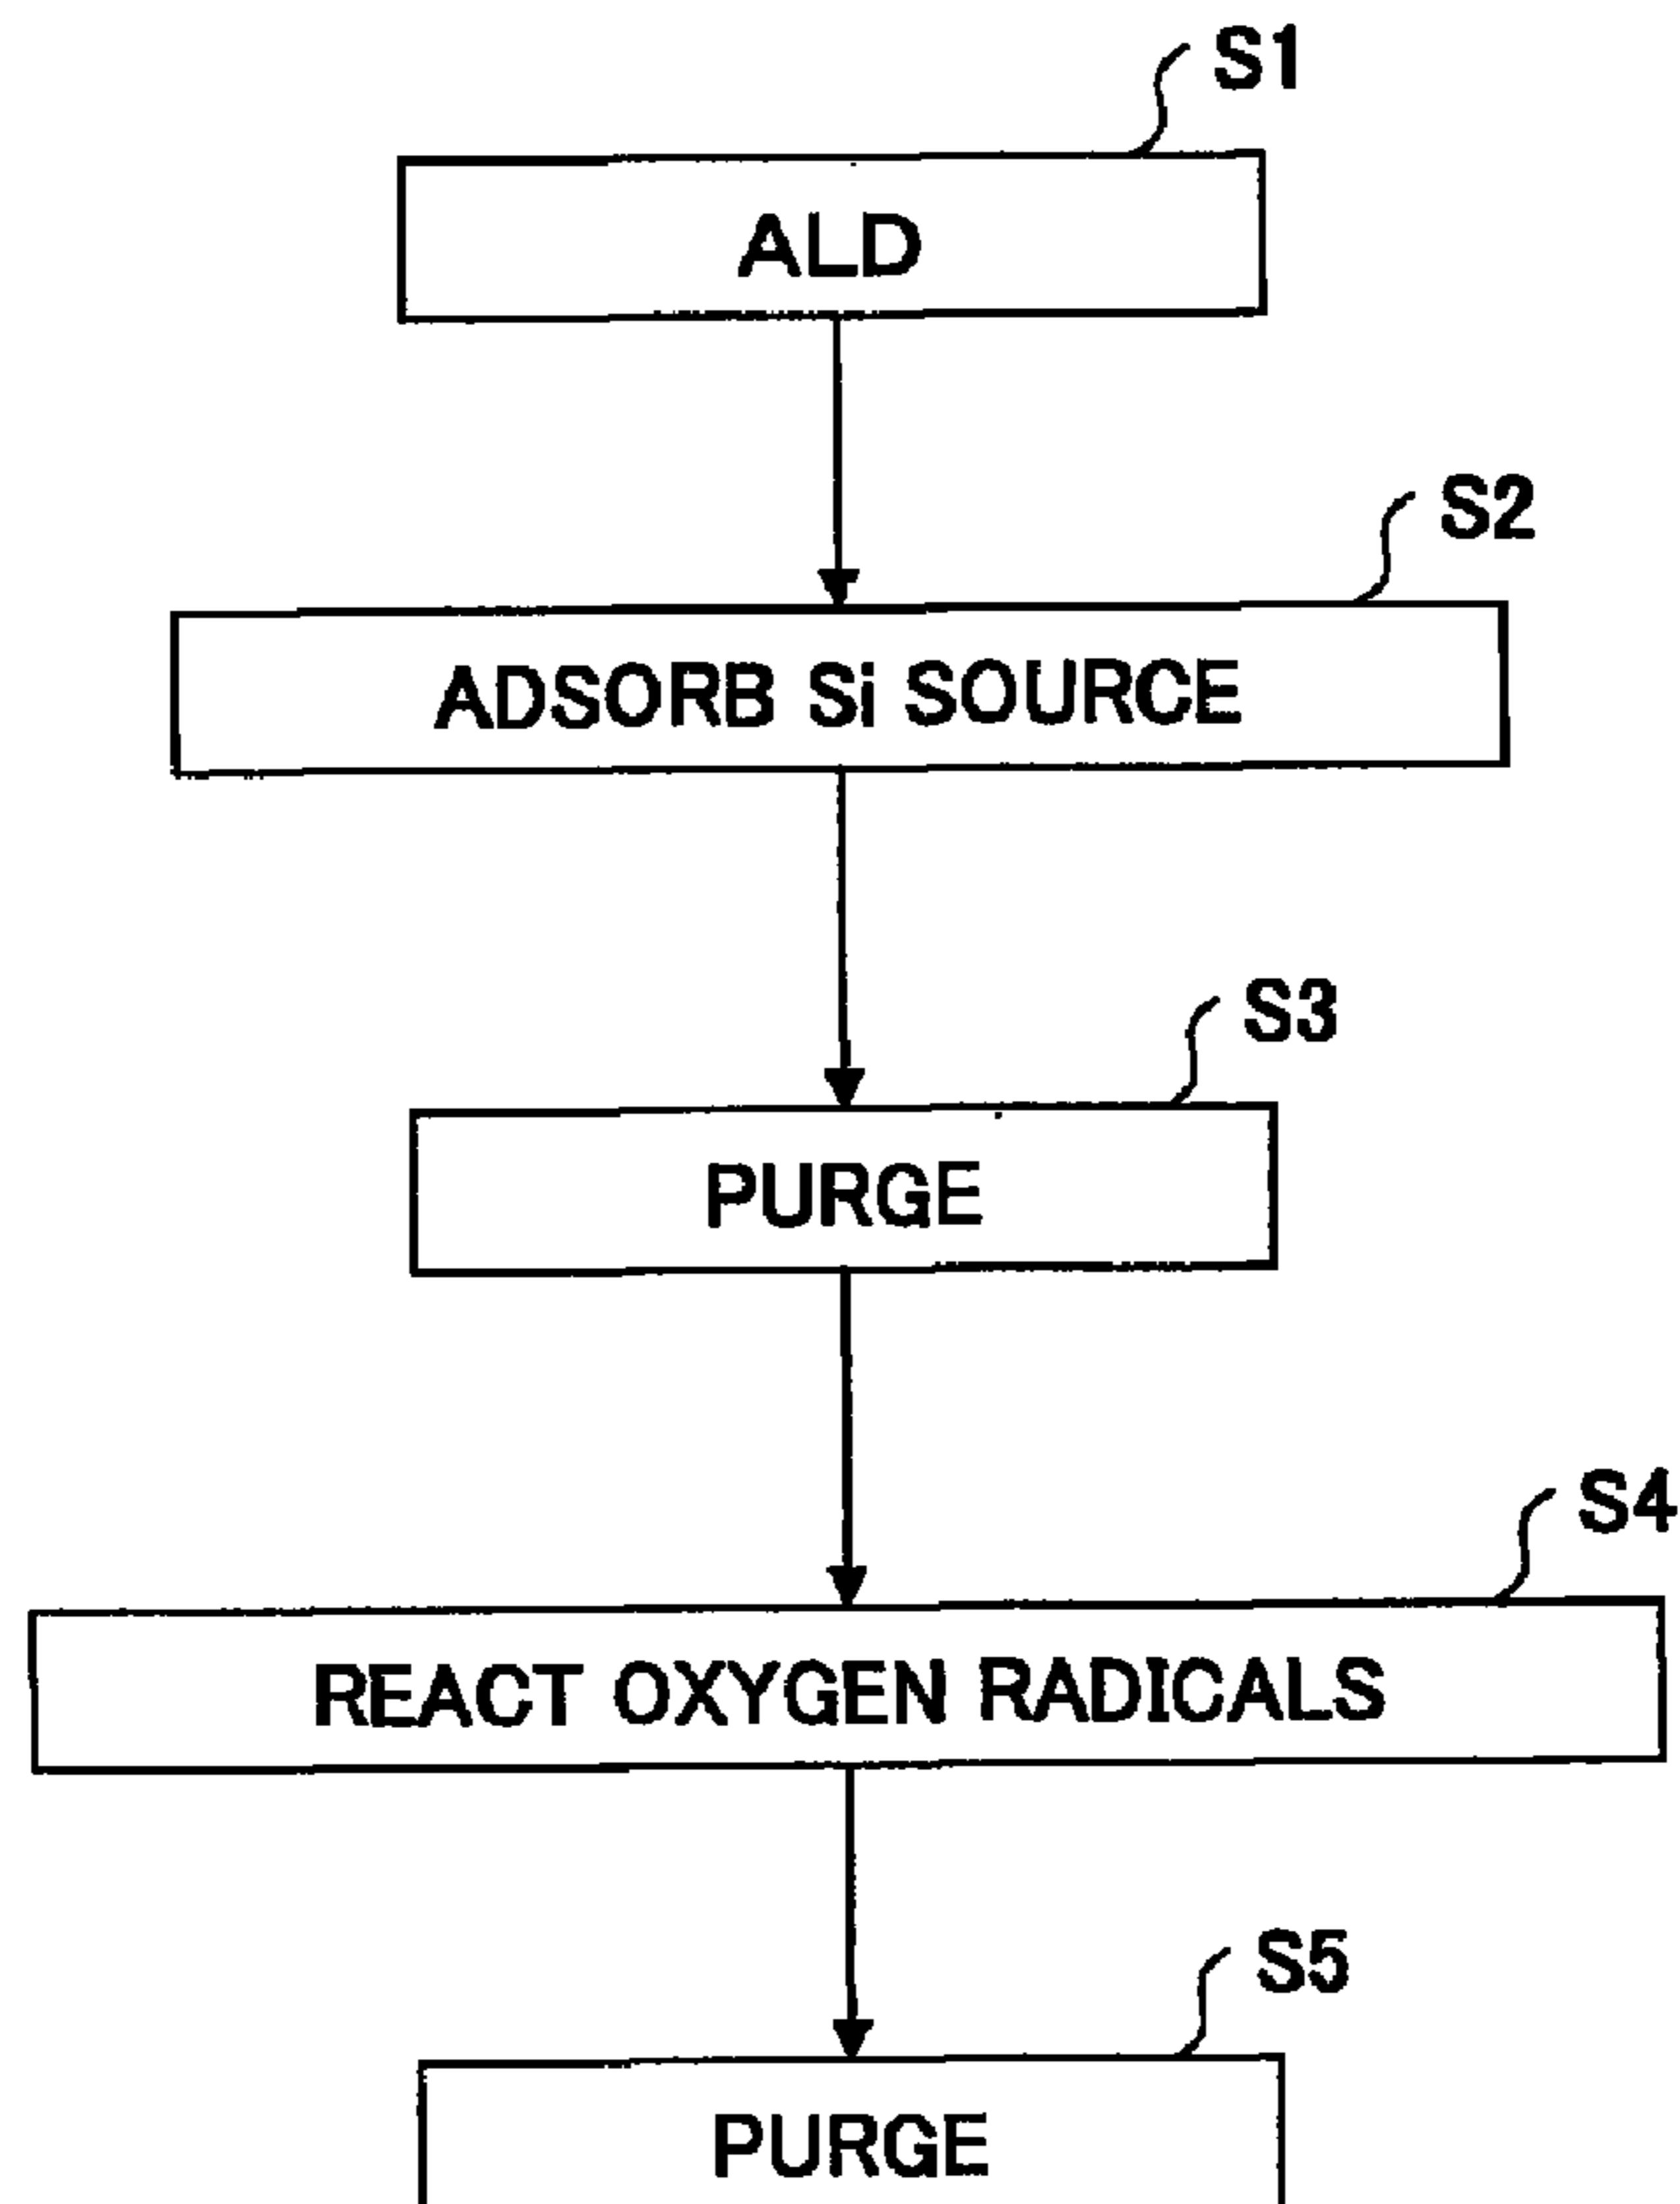 S1
ALD
S2
ADSORB Si SOURCE
S3
PURGE
S4
REACT OXYGEN RADICALS
S5
PURGE